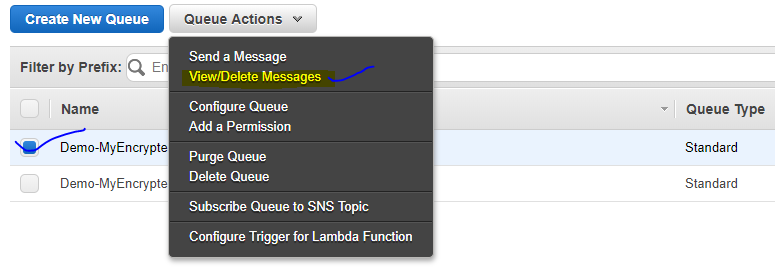 Create New Queue Queue Actions
Send a Message
Filter by Prefix: En
View/Delete Messages
Name
Queue Type
Configure Queue
Add a Permission
Demo-MyEncrypte
Standard
Purge Queue
Delete Queue
Demo-MyEncrypte
Standard
Subscribe Queue to SNS Topic
Configure Trigger for Lambda Function